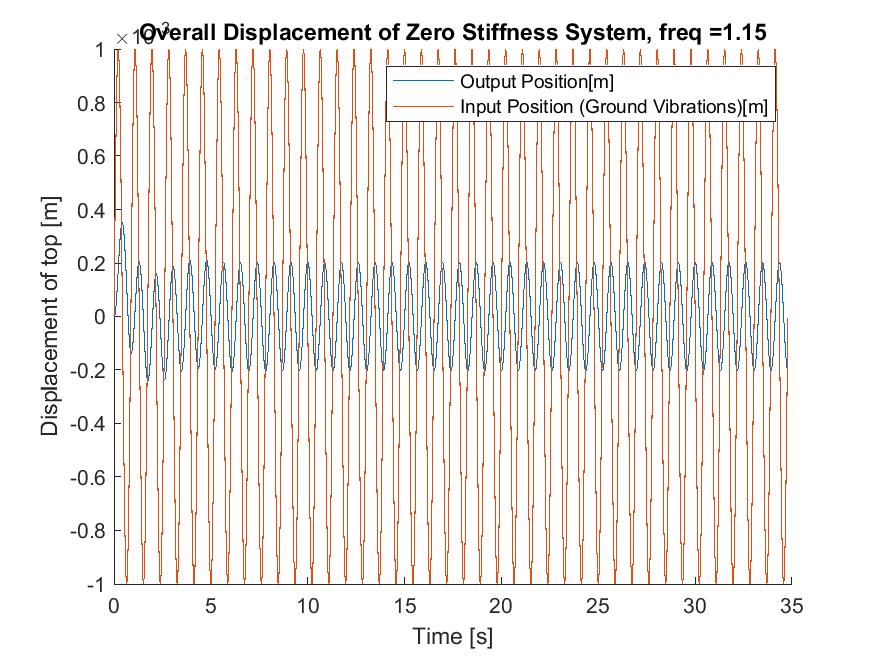 ×10⁻³
Overall Displacement of Zero Stiffness System, freq =1.15
Output Position[m]
Input Position (Ground Vibrations)[m]
1
0.8
0.6
0.4
0.2
0
-0.2
-0.4
-0.6
-0.8
-1
Displacement of top [m]
0 5 10 15 20 25 30 35
Time [s]